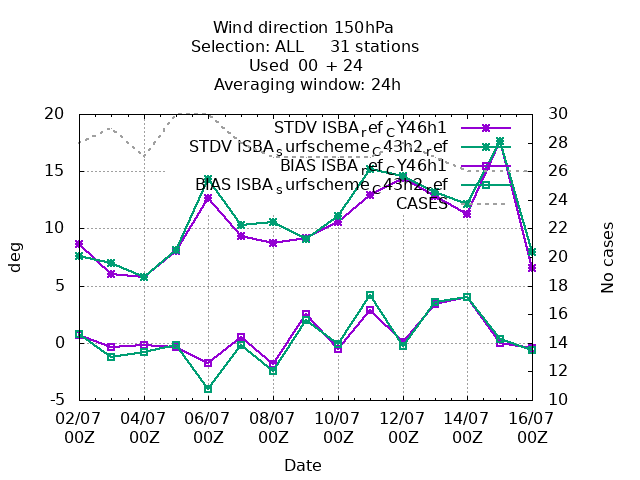 Wind direction 150hPa
Selection: ALL 31 stations
Used 00 + 24
Averaging window: 24h
20 30
STDV ISBA_ref_CY46h1
28
STDV ISBA_surfscheme_C43h2_ref
15 BIAS ISBA_ref_CY46h1 26
BIAS ISBA_surfscheme_C43h2_ref
24
CASES
10 22
deg
20
No cases
5 18
16
0 14
12
-5 10
02/07 04/07 06/07 08/07 10/07 12/07 14/07 16/07
00Z 00Z 00Z 00Z 00Z 00Z 00Z 00Z
Date